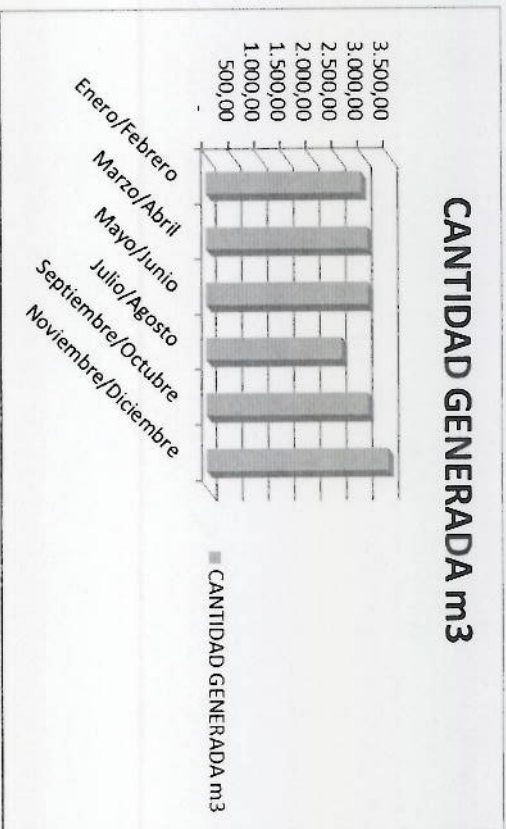 CANTIDAD GENERADA m3
3.500,00
3.000,00
2.500,00
2.000,00
1.500,00
1.000,00
500,00
-
Enero/Febrero
Marzo/Abril
Mayo/Junio
Julio/Agosto
Septiembre/Octubre
Noviembre/Diciembre
CANTIDAD GENERADA m3